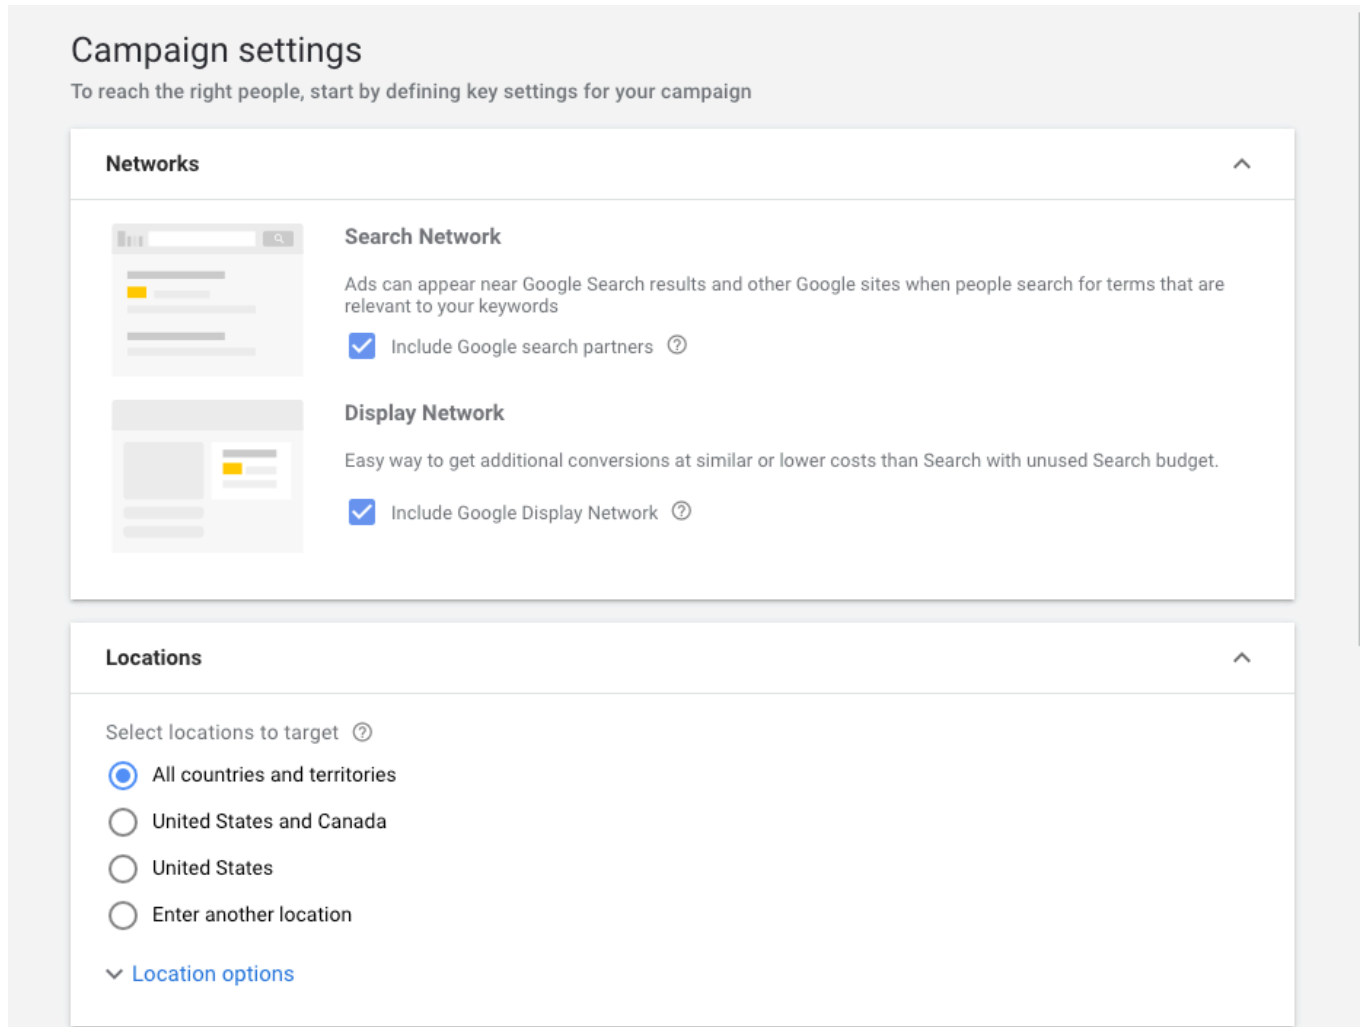 Campaign settings
To reach the right people, start by defining key settings for your campaign
Networks
Search Network
Ads can appear near Google Search results and other Google sites when people search for terms that are
relevant to your keywords
Include Google search partners
Display Network
Easy way to get additional conversions at similar or lower costs than Search with unused Search budget.
Include Google Display Network
Locations
Select locations to target
All countries and territories
United States and Canada
United States
Enter another location
Location options